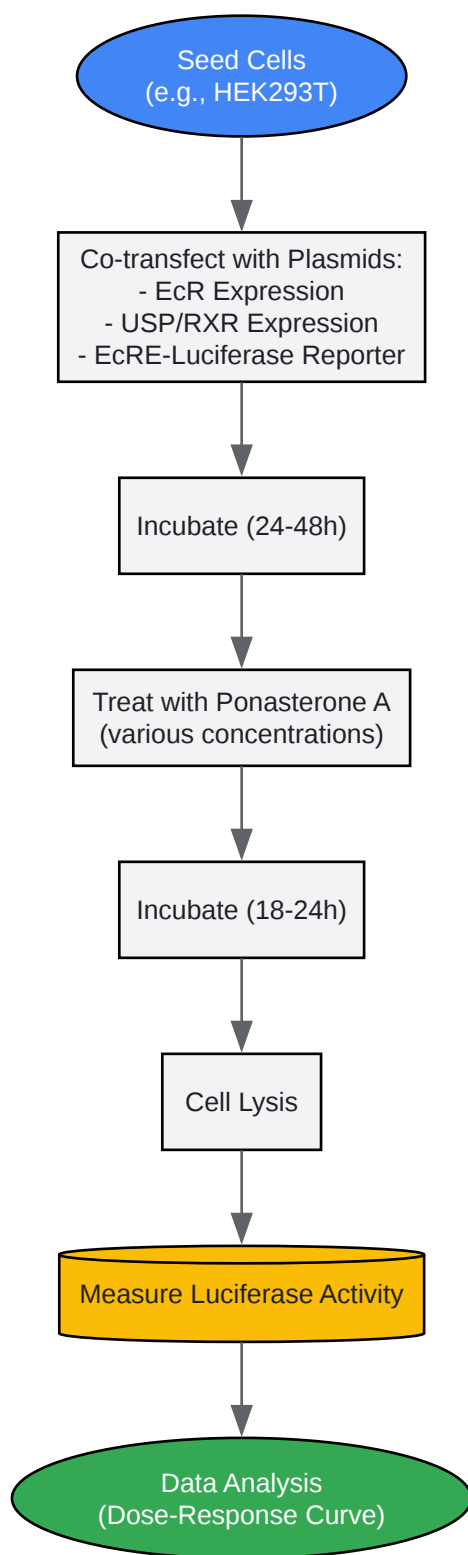 Seed Cells
(e.g., HEK293T)
Co-transfect with Plasmids:
- EcR Expression
- USP/RXR Expression
- EcRE-Luciferase Reporter
Incubate (24-48h)
Treat with Ponasterone A
(various concentrations)
Incubate (18-24h)
Cell Lysis
Measure Luciferase Activity
Data Analysis
(Dose-Response Curve)